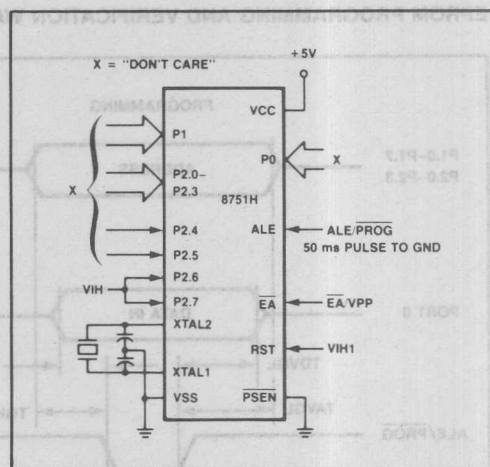 X = "DON'T CARE"
+5V
VCC
P1
P0
X
P2.0–
P2.3
X
8751H
P2.4
ALE
ALE/PROG
50 ms PULSE TO GND
P2.5
P2.6
VIH
P2.7
EA
EA/VPP
XTAL2
RST
VIH1
XTAL1
VSS
PSEN